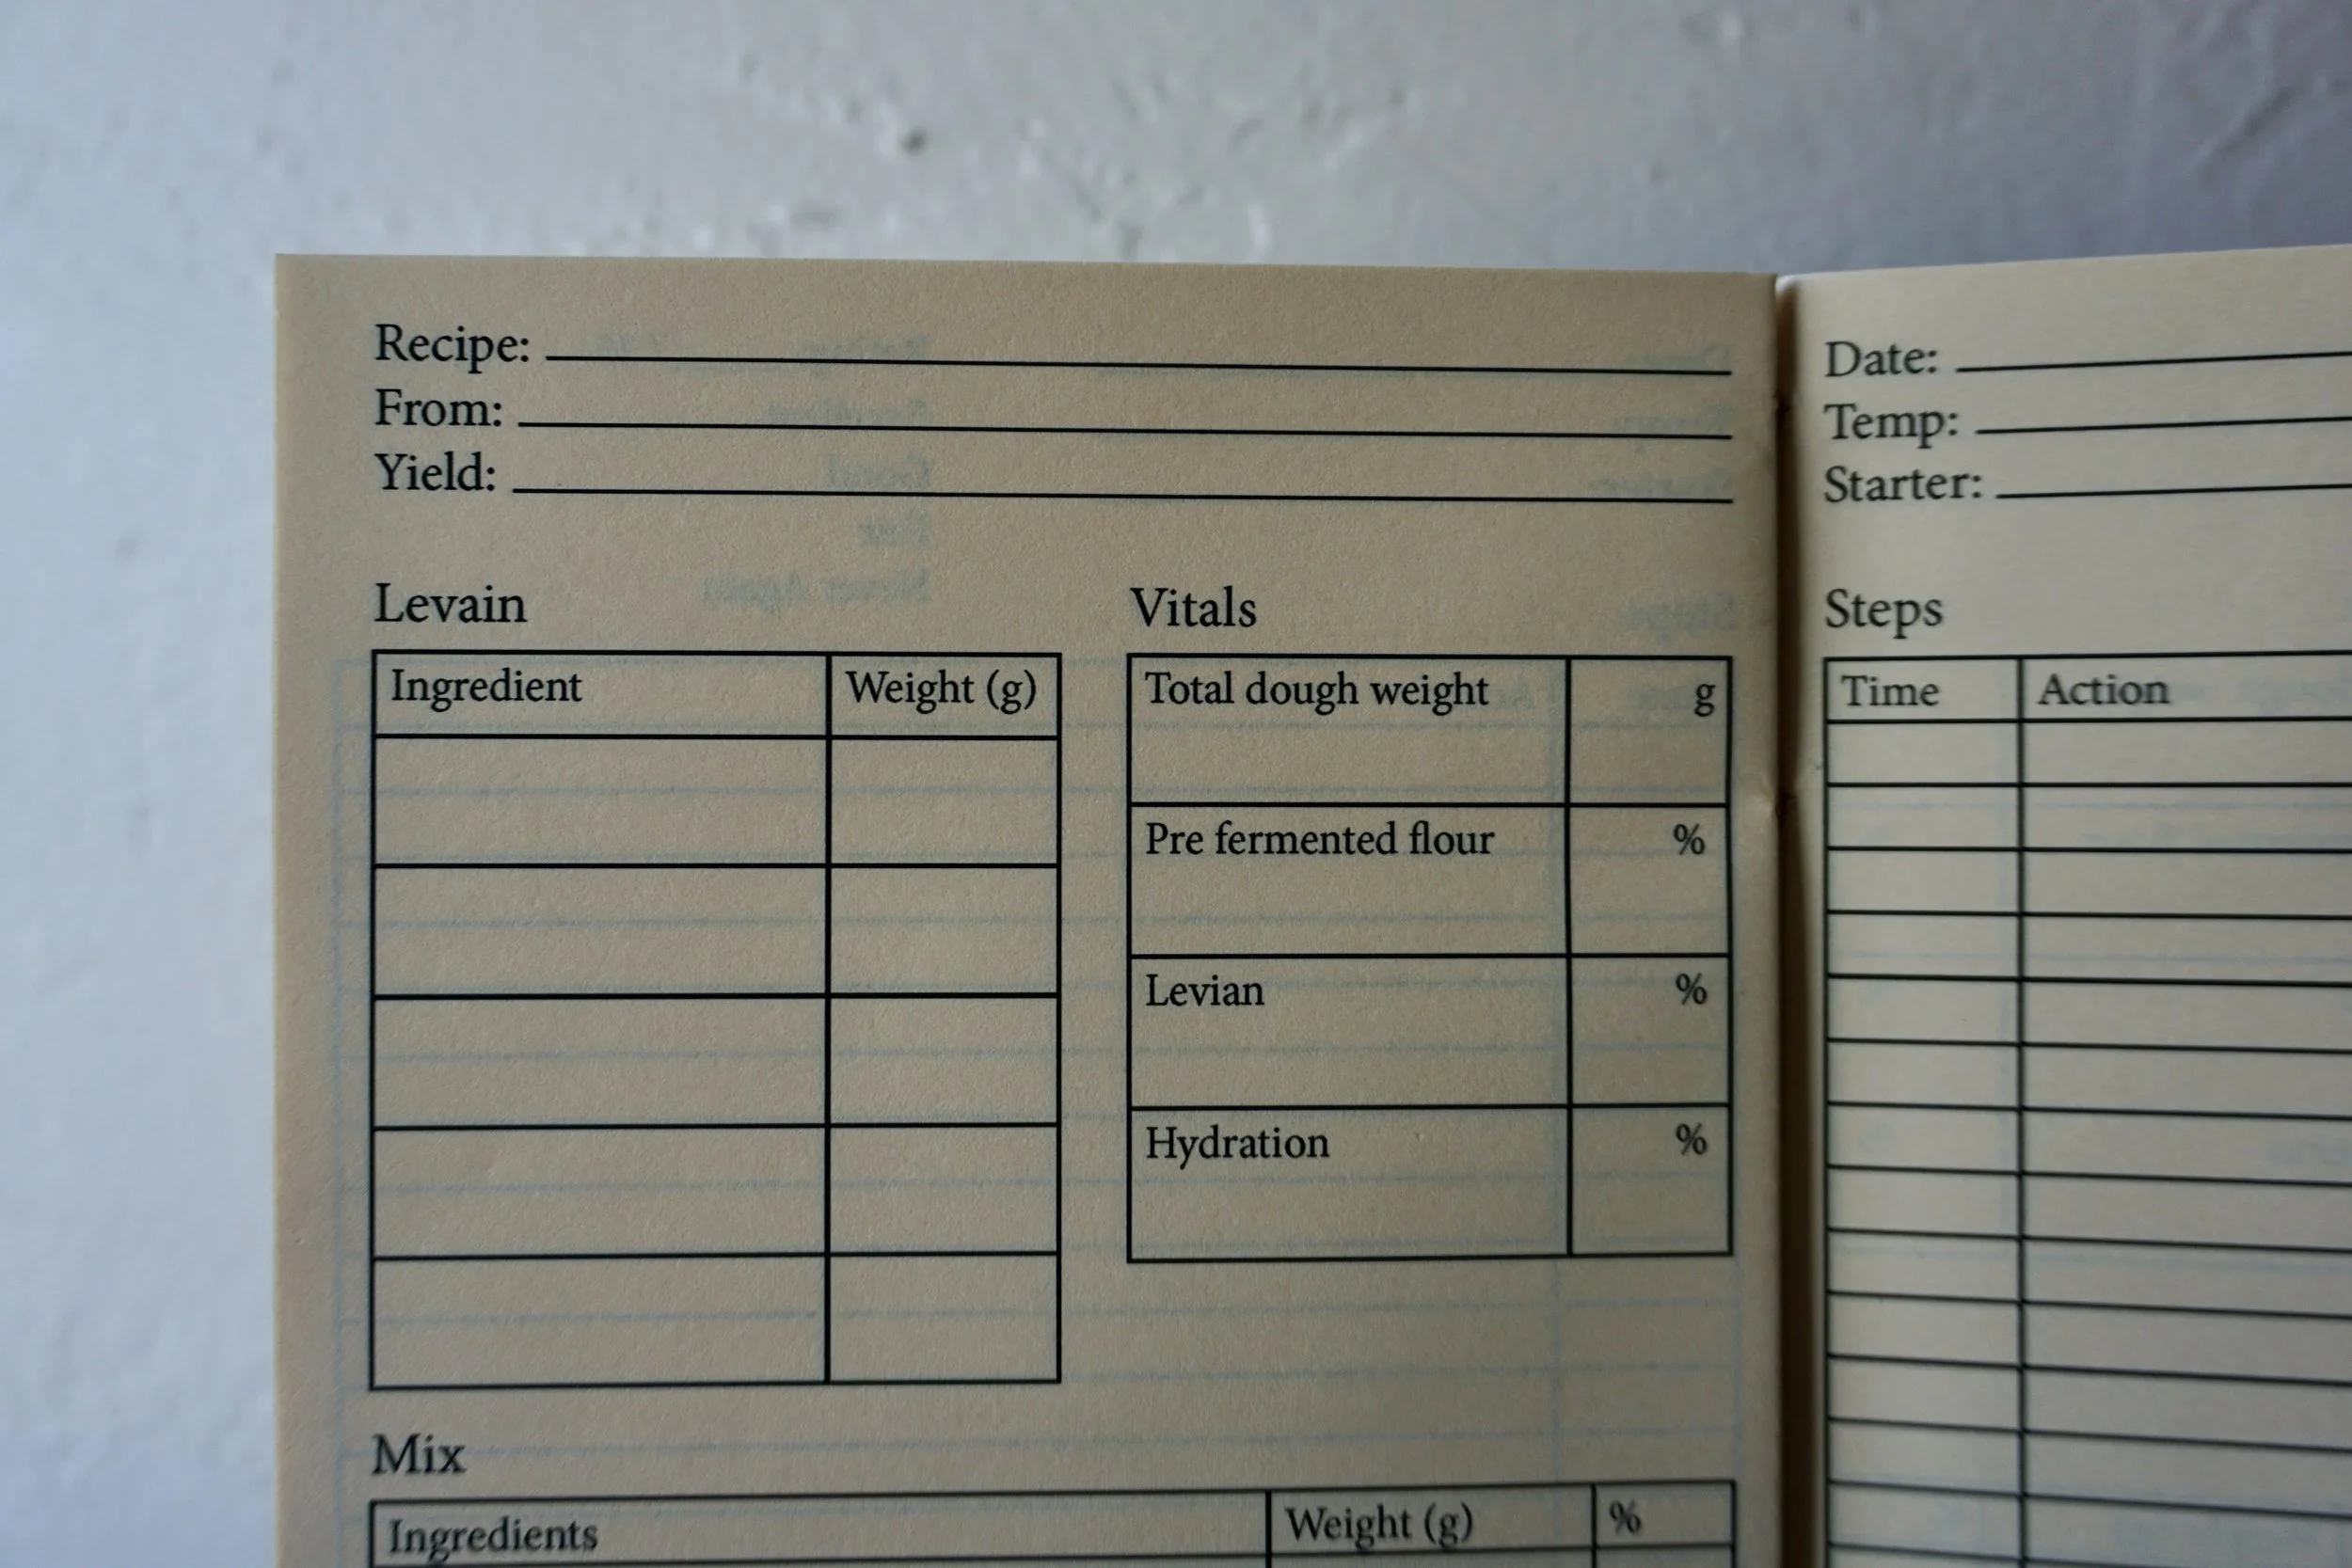 Recipe:
From:
Yield:
Levain
Ingredient Weight (g)
Vitals
Total dough weight g
Pre fermented flour %
Levian %
Hydration %
Mix
Ingredients Weight (g) %
Date:
Temp:
Starter:
Steps
Time Action